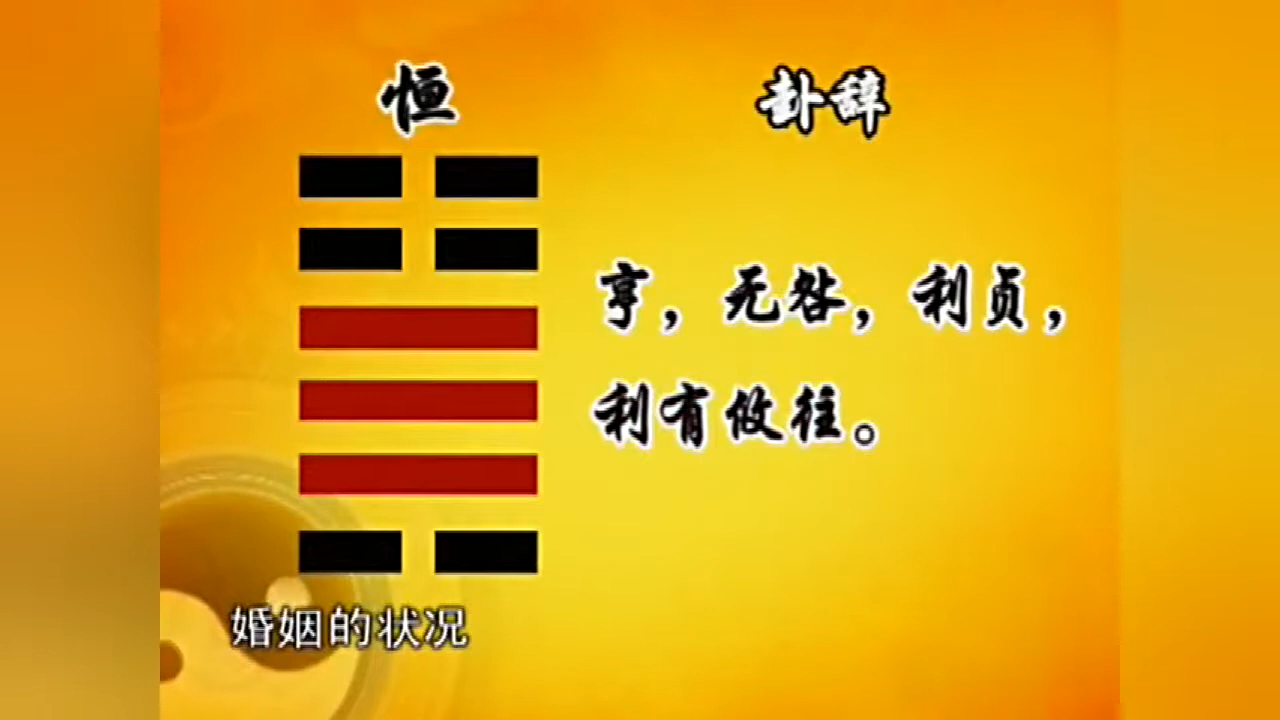 恒
卦辞
亨，无咎，利贞，
利有攸往。
婚姻的状况